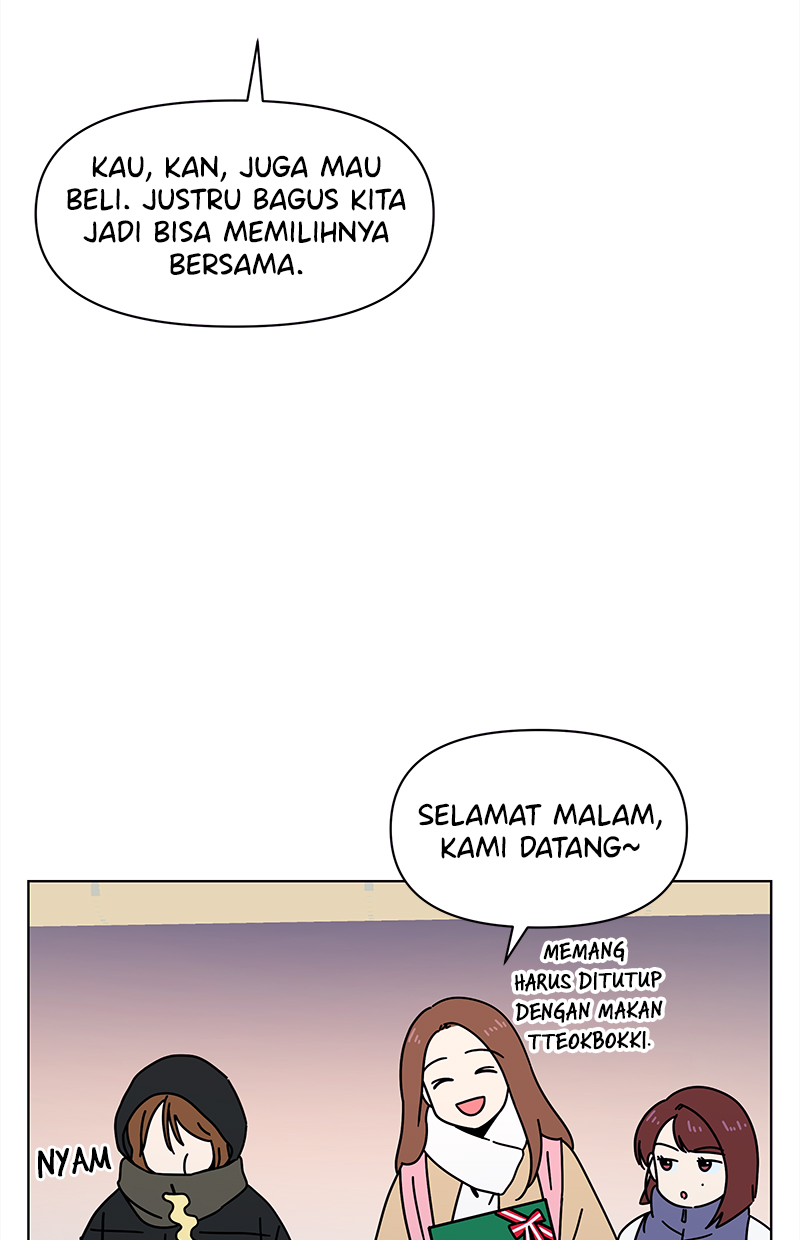 KAU, KAN, JUGA MAU
BELI. JUSTRU BAGUS KITA
JADI BISA MEMILIHNYA
BERSAMA.
SELAMAT MALAM,
KAMI DATANG~
MEMANG
HARUS DITUTUP
DENGAN MAKAN
TTEOKBOKKI.
NYAM